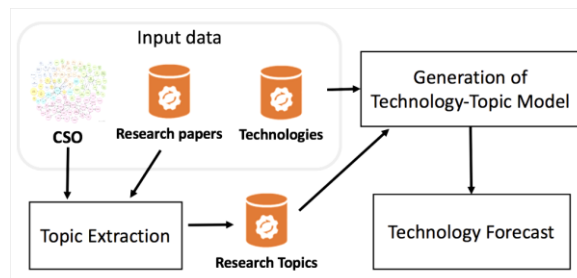 Input data
CSO
Research papers
Technologies
Generation of
Technology-Topic Model
Topic Extraction
Research Topics
Technology Forecast